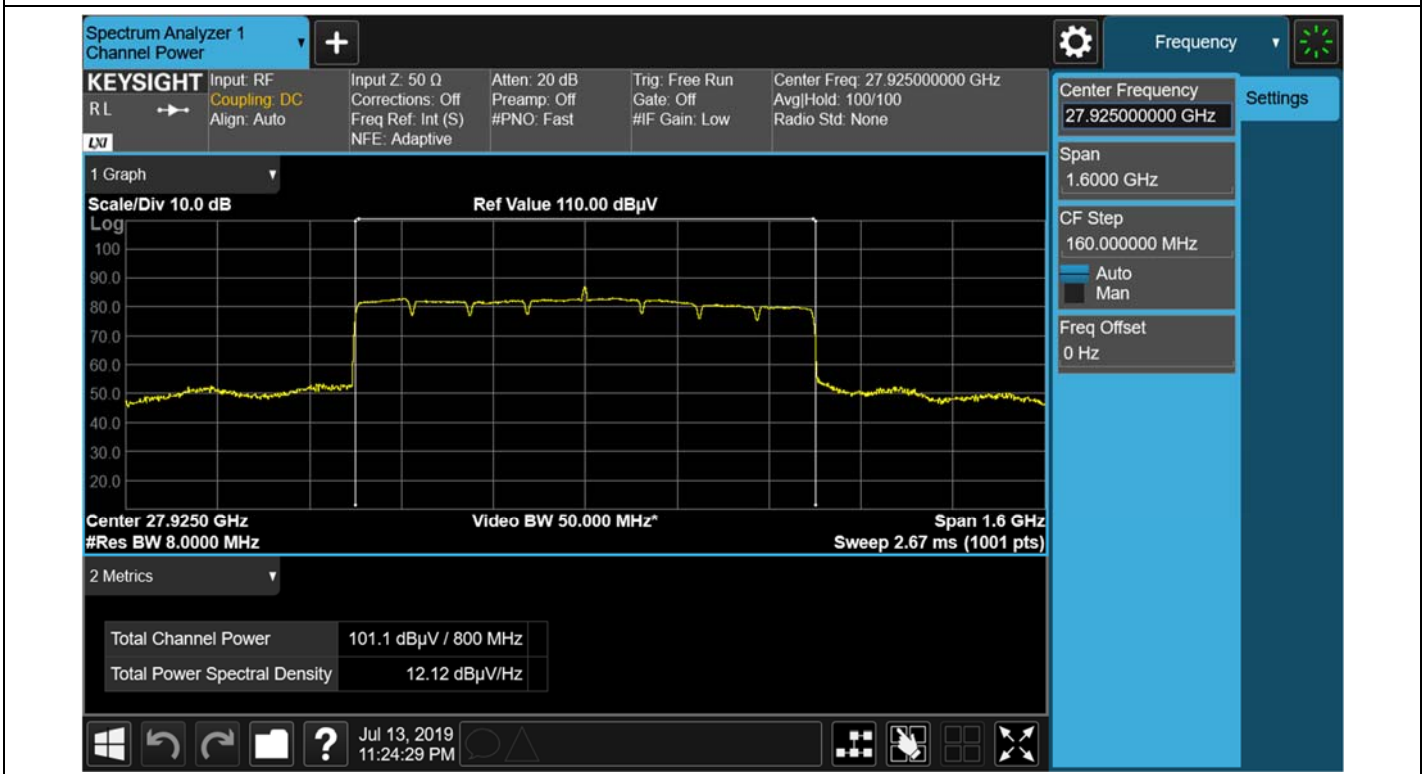 Spectrum Analyzer 1
Channel Power
+
Frequency
KEYSIGHT
R L
LXI
Input: RF
Coupling: DC
Align: Auto
Input Z: 50 Ω
Corrections: Off
Freq Ref: Int (S)
NFE: Adaptive
Atten: 20 dB
Preamp: Off
#PNO: Fast
Trig: Free Run
Gate: Off
#IF Gain: Low
Center Freq: 27.925000000 GHz
Avg|Hold: 100/100
Radio Std: None
Center Frequency
27.925000000 GHz
Settings
Span
1.6000 GHz
CF Step
160.000000 MHz
Auto
Man
Freq Offset
0 Hz
1 Graph
Scale/Div 10.0 dB
Ref Value 110.00 dBµV
Log
100
90.0
80.0
70.0
60.0
50.0
40.0
30.0
20.0
Center 27.9250 GHz
Video BW 50.000 MHz*
Span 1.6 GHz
#Res BW 8.0000 MHz
Sweep 2.67 ms (1001 pts)
2 Metrics
Total Channel Power 101.1 dBµV / 800 MHz
Total Power Spectral Density 12.12 dBµV/Hz
?
Jul 13, 2019
11:24:29 PM